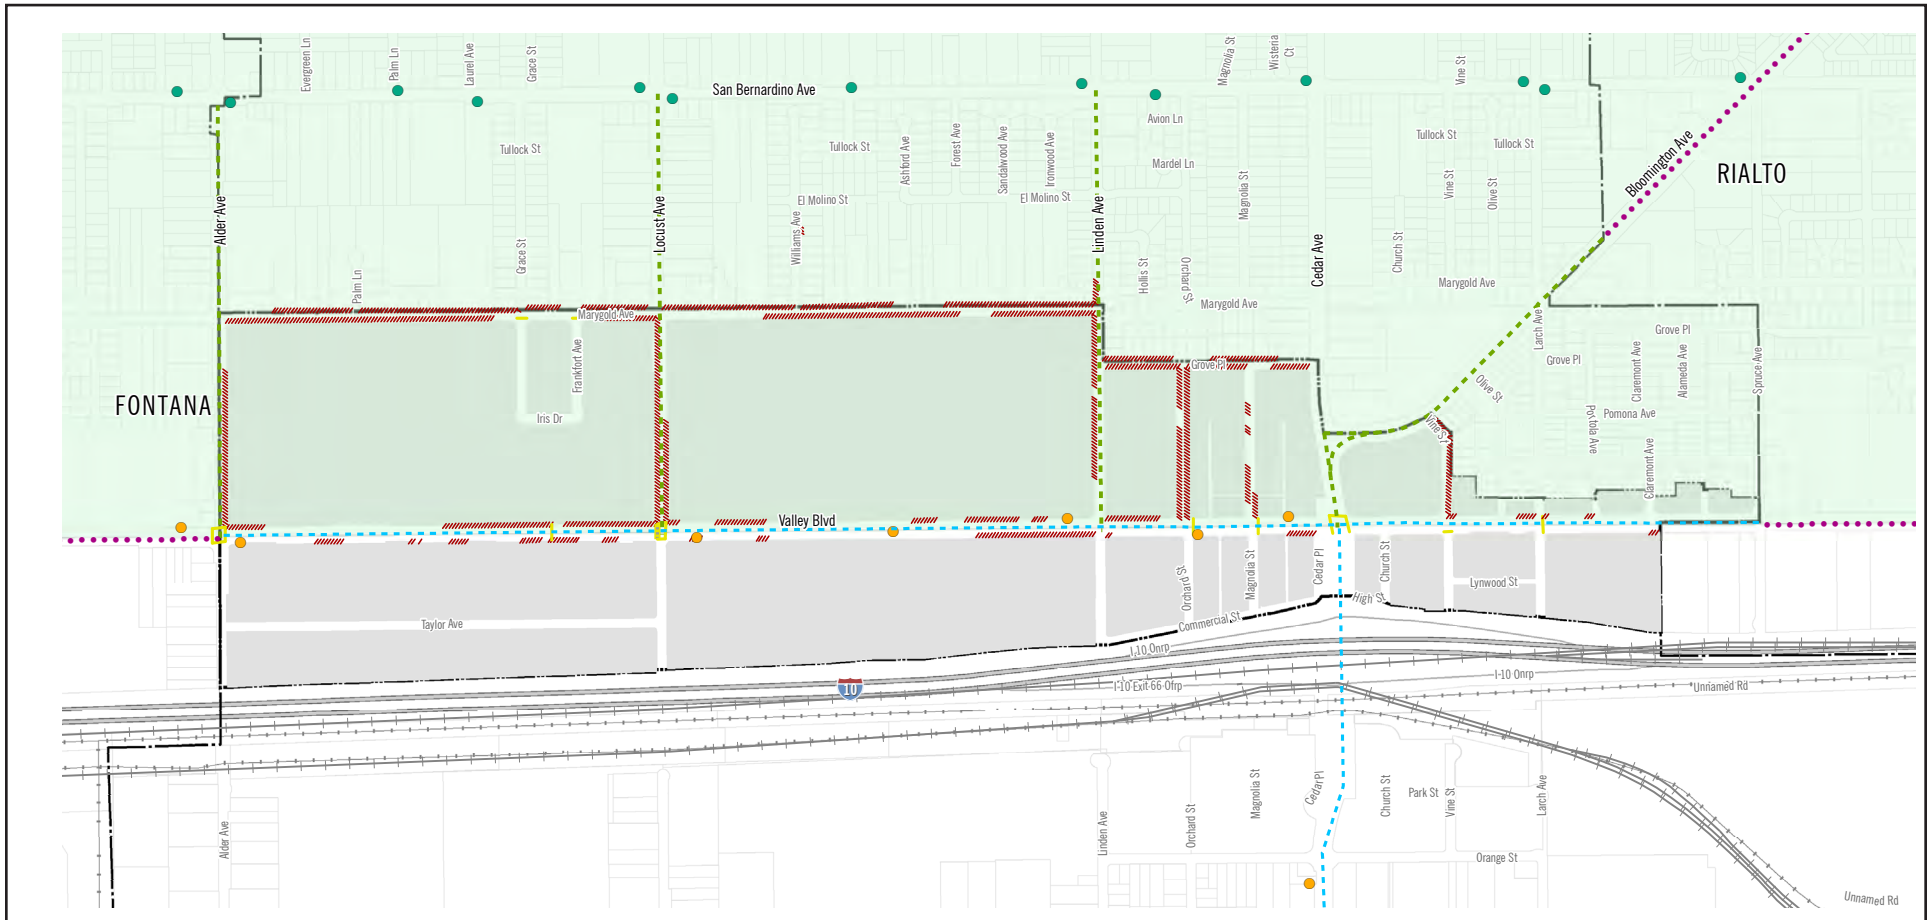 Evergreen Ln
Palm Ln
Laurel Ave
Grace St
San Bernardino Ave
Magnolia St
Wisteria
Ct
Vine St
Avion Ln
Tullock St
Tullock St
Tullock St
Tullock St
Ashford Ave
Forest Ave
Sandalwood Ave
Ironwood Ave
Mardel Ln
Bloomington Ave
RIALTO
Alder Ave
Locust Ave
El Molino St
El Molino St
Linden Ave
Magnolia St
Vine St
Olive St
Williams Ave
Grace St
Palm Ln
Hollis St
Orchard St
Cedar Ave
Church St
Marygold Ave
Marygold Ave
Marygold Ave
Larch Ave
Grove Pl
Grove Pl
Grove Pl
Frankfort Ave
Claremont Ave
Alameda Ave
Spruce Ave
FONTANA
Iris Dr
Olive St
Vine St
Portola Ave
Pomona Ave
Claremont Ave
Valley Blvd
Orchard St
Magnolia St
Cedar Pl
Church St
Lynwood St
High St
Taylor Ave
Commercial St
I-10 Onrp
10
I-10 Exit 66 Ofrp
I-10 Onrp
Unnamed Rd
Alder Ave
Linden Ave
Orchard St
Magnolia St
Cedar Pl
Church St
Park St
Vine St
Larch Ave
Orange St
Unnamed Rd